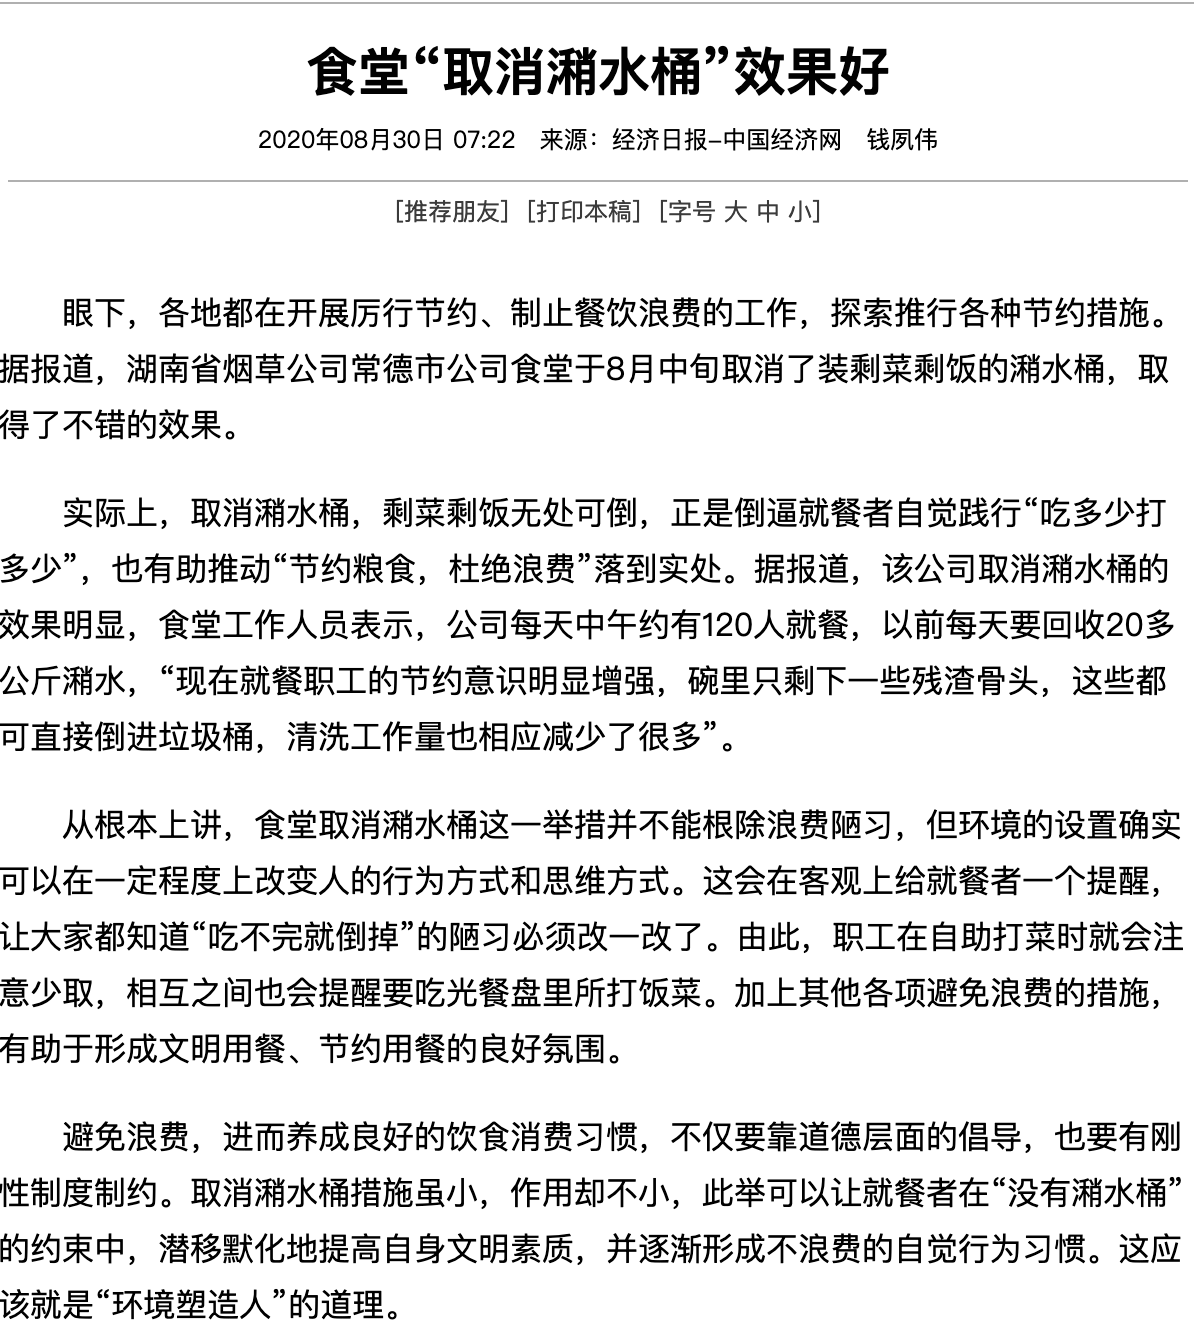 食堂“取消潲水桶”效果好
2020年08月30日 07:22 来源：经济日报-中国经济网 钱夙伟
[推荐朋友] [打印本稿] [字号 大 中 小]
眼下，各地都在开展厉行节约、制止餐饮浪费的工作，探索推行各种节约措施。
据报道，湖南省烟草公司常德市公司食堂于8月中旬取消了装剩菜剩饭的潲水桶，取
得了不错的效果。
实际上，取消潲水桶，剩菜剩饭无处可倒，正是倒逼就餐者自觉践行“吃多少打
多少”，也有助推动“节约粮食，杜绝浪费”落到实处。据报道，该公司取消潲水桶的
效果明显，食堂工作人员表示，公司每天中午约有120人就餐，以前每天要回收20多
公斤潲水，“现在就餐职工的节约意识明显增强，碗里只剩下一些残渣骨头，这些都
可直接倒进垃圾桶，清洗工作量也相应减少了很多”。
从根本上讲，食堂取消潲水桶这一举措并不能根除浪费陋习，但环境的设置确实
可以在一定程度上改变人的行为方式和思维方式。这会在客观上给就餐者一个提醒，
让大家都知道“吃不完就倒掉”的陋习必须改一改了。由此，职工在自助打菜时就会注
意少取，相互之间也会提醒要吃光餐盘里所打饭菜。加上其他各项避免浪费的措施，
有助于形成文明用餐、节约用餐的良好氛围。
避免浪费，进而养成良好的饮食消费习惯，不仅要靠道德层面的倡导，也要有刚
性制度制约。取消潲水桶措施虽小，作用却不小，此举可以让就餐者在“没有潲水桶”
的约束中，潜移默化地提高自身文明素质，并逐渐形成不浪费的自觉行为习惯。这应
该就是“环境塑造人”的道理。